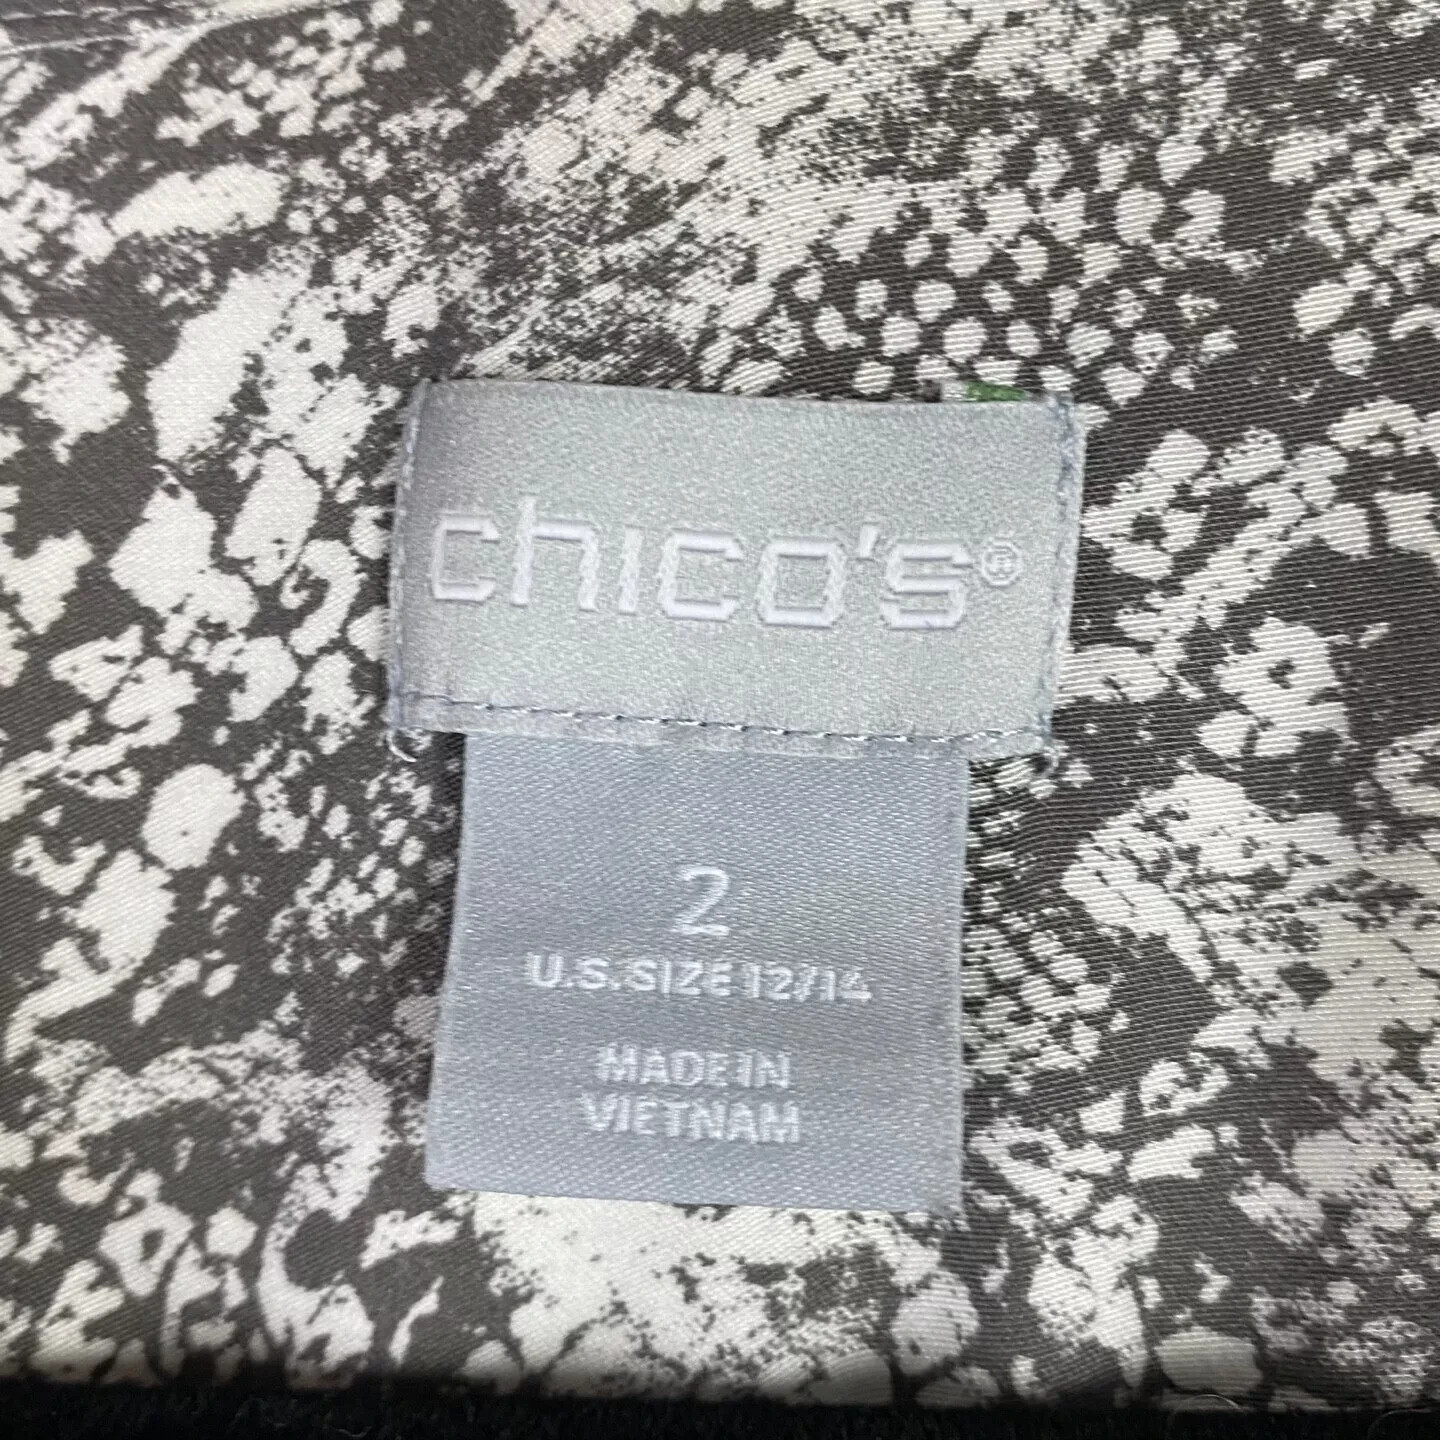 chico's®
2
U.S. SIZE 12/14
MADE IN
VIETNAM